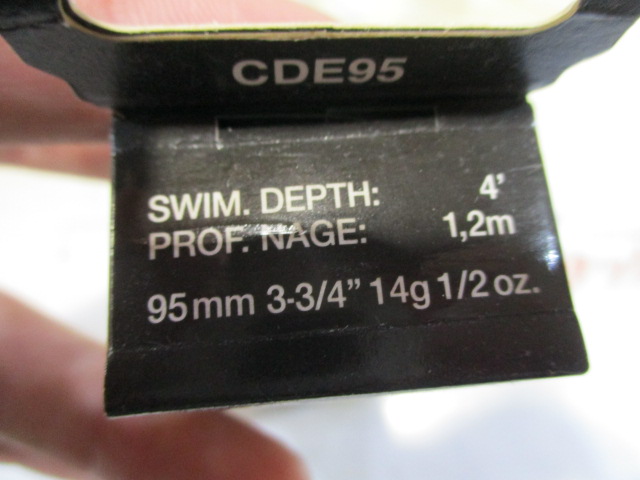 CDE95
SWIM. DEPTH: 4'
PROF. NAGE: 1,2m
95mm 3-3/4" 14g 1/2 oz.